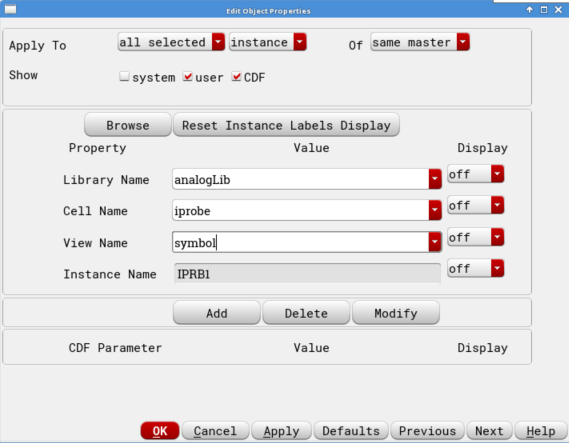 Edit Object Properties
Apply To all selected instance Of same master
Show system user CDF
Browse Reset Instance Labels Display
Property Value Display
Library Name analogLib off
Cell Name iprobe off
View Name symbol off
Instance Name IPRB1 off
Add Delete Modify
CDF Parameter Value Display
OK Cancel Apply Defaults Previous Next Help